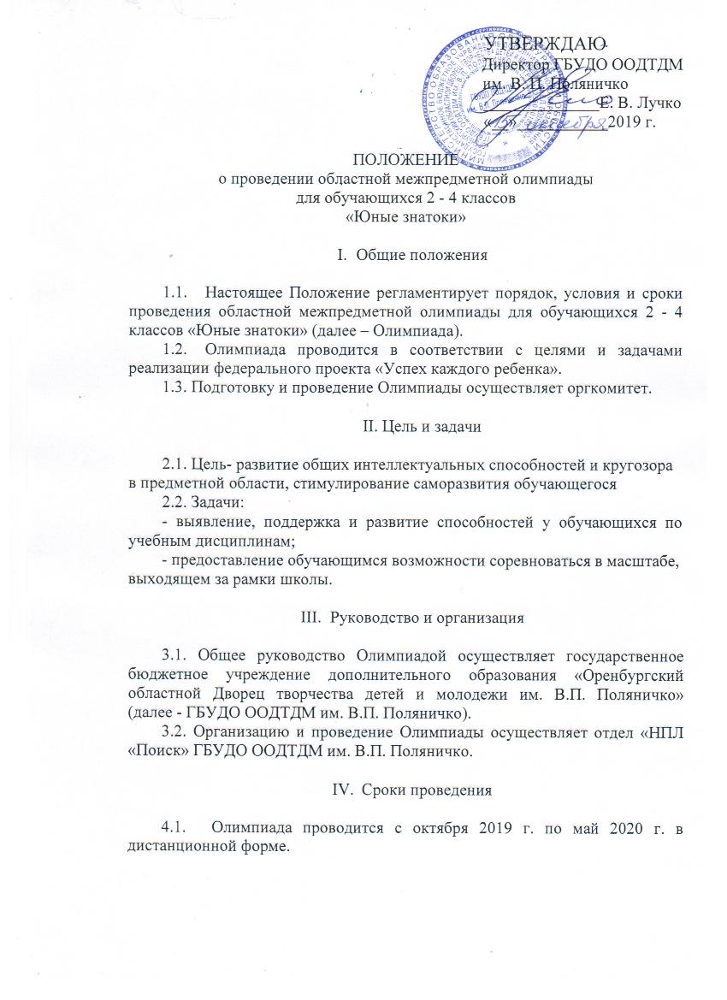 УТВЕРЖДАЮ
Директор ГБУДО ООДТДМ
им. В. П. Поляничко
Е. В. Лучко
«15» 2019 г.
ПОЛОЖЕНИЕ
о проведении областной межпредметной олимпиады
для обучающихся 2 - 4 классов
«Юные знатоки»
I. Общие положения
1.1. Настоящее Положение регламентирует порядок, условия и сроки
проведения областной межпредметной олимпиады для обучающихся 2 - 4
классов «Юные знатоки» (далее – Олимпиада).
1.2. Олимпиада проводится в соответствии с целями и задачами
реализации федерального проекта «Успех каждого ребенка».
1.3. Подготовку и проведение Олимпиады осуществляет оргкомитет.
II. Цель и задачи
2.1. Цель- развитие общих интеллектуальных способностей и кругозора
в предметной области, стимулирование саморазвития обучающегося
2.2. Задачи:
- выявление, поддержка и развитие способностей у обучающихся по
учебным дисциплинам;
- предоставление обучающимся возможности соревноваться в масштабе,
выходящем за рамки школы.
III. Руководство и организация
3.1. Общее руководство Олимпиадой осуществляет государственное
бюджетное учреждение дополнительного образования «Оренбургский
областной Дворец творчества детей и молодежи им. В.П. Поляничко»
(далее - ГБУДО ООДТДМ им. В.П. Поляничко).
3.2. Организацию и проведение Олимпиады осуществляет отдел «НПЛ
«Поиск» ГБУДО ООДТДМ им. В.П. Поляничко.
IV. Сроки проведения
4.1. Олимпиада проводится с октября 2019 г. по май 2020 г. в
дистанционной форме.